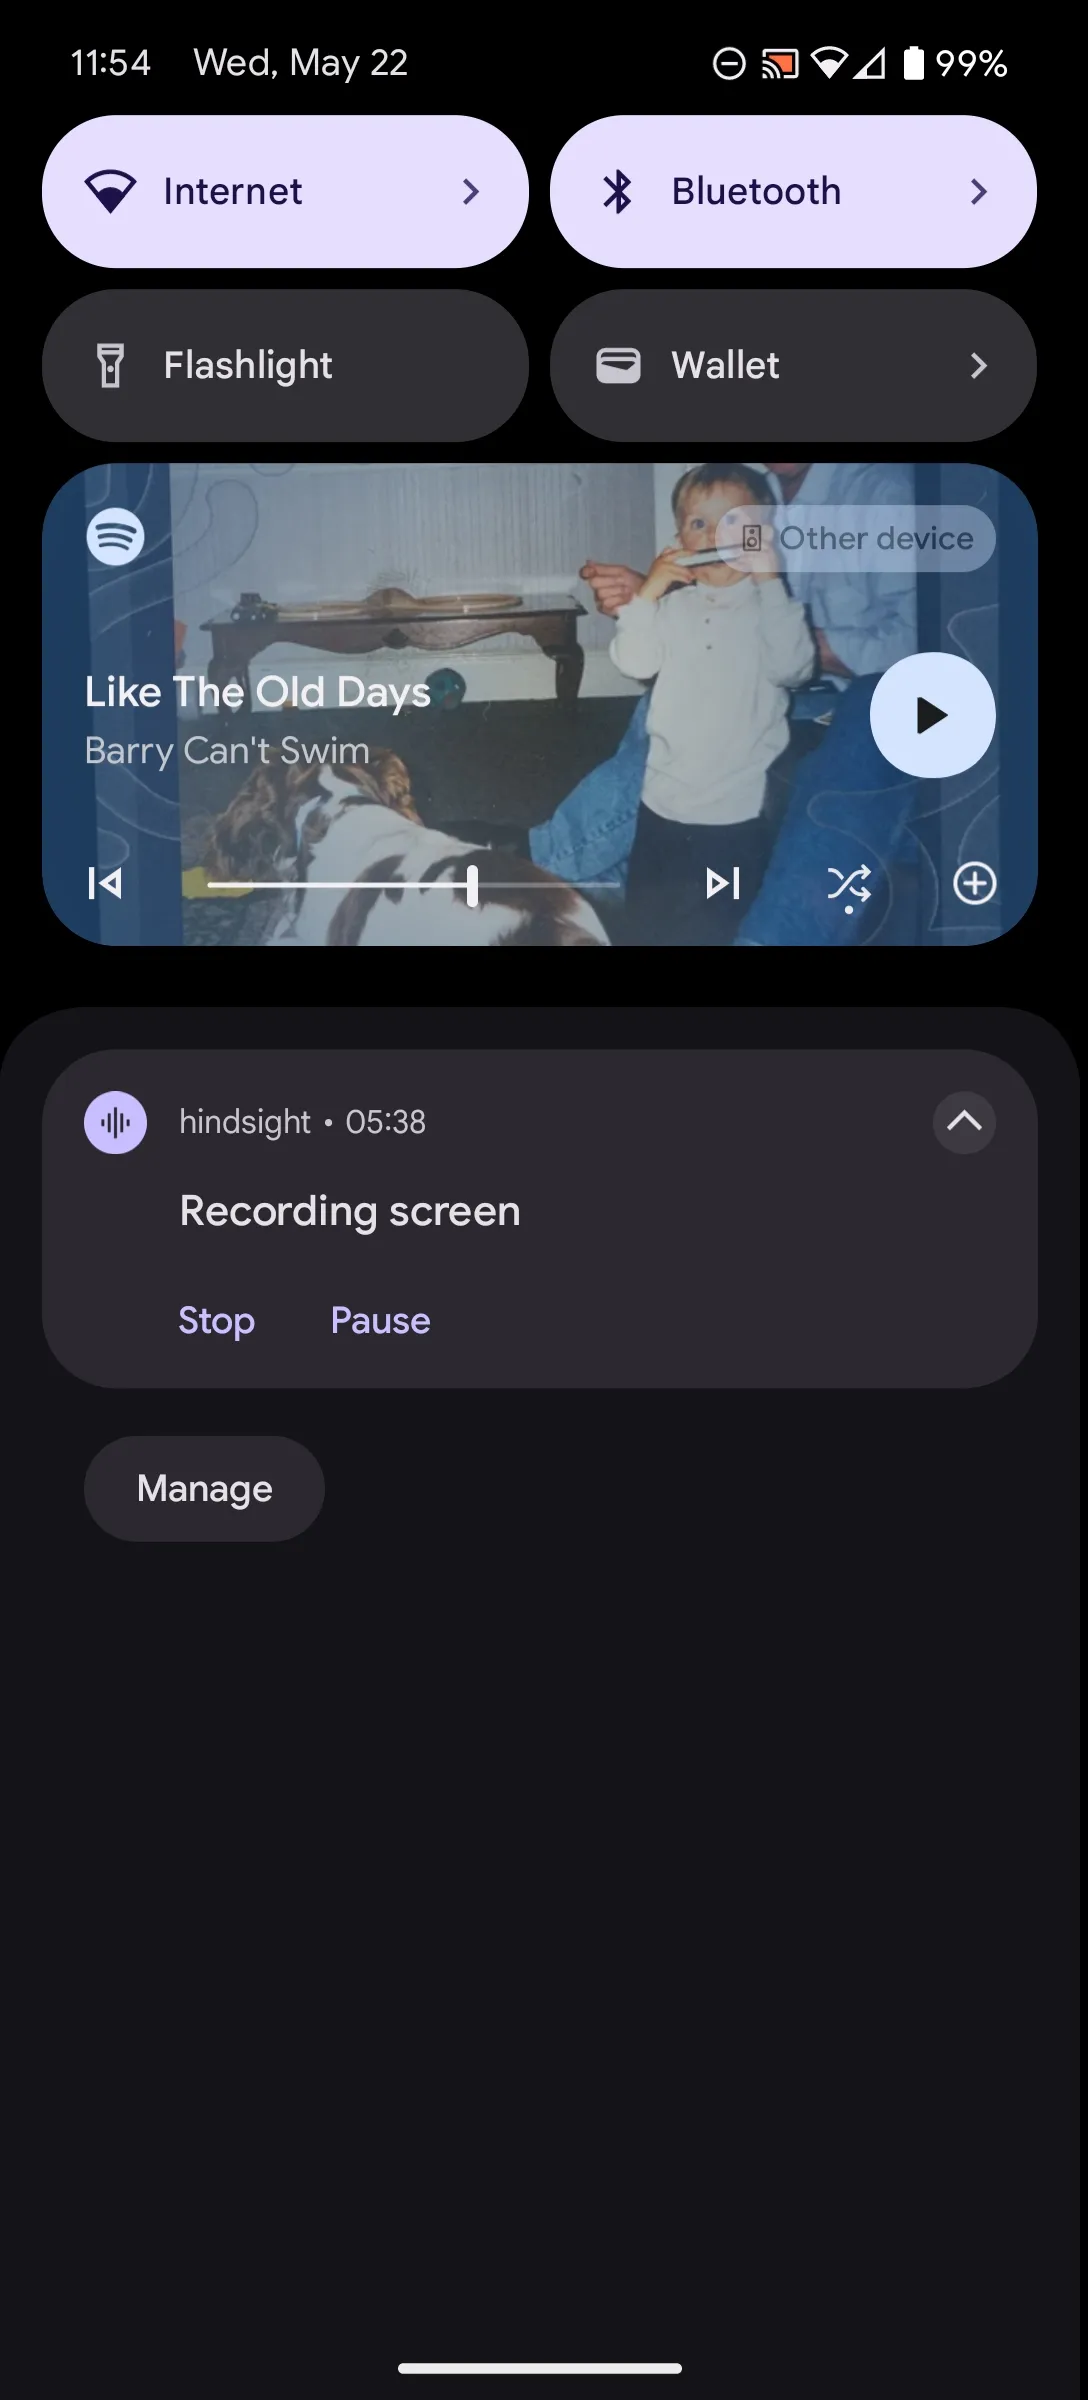 11:54 Wed, May 22 99%
Internet Bluetooth
Flashlight Wallet
Other device
Like The Old Days
Barry Can't Swim
hindsight • 05:38
Recording screen
Stop Pause
Manage